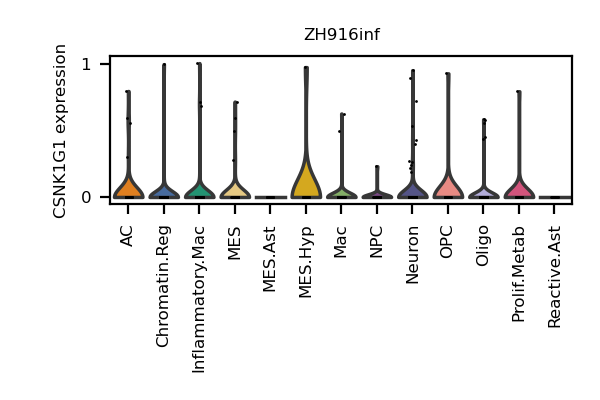 ZH916inf
CSNK1G1 expression
1
0
AC
Chromatin.Reg
Inflammatory.Mac
MES
MES.Ast
MES.Hyp
Mac
NPC
Neuron
OPC
Oligo
Prolif.Metab
Reactive.Ast